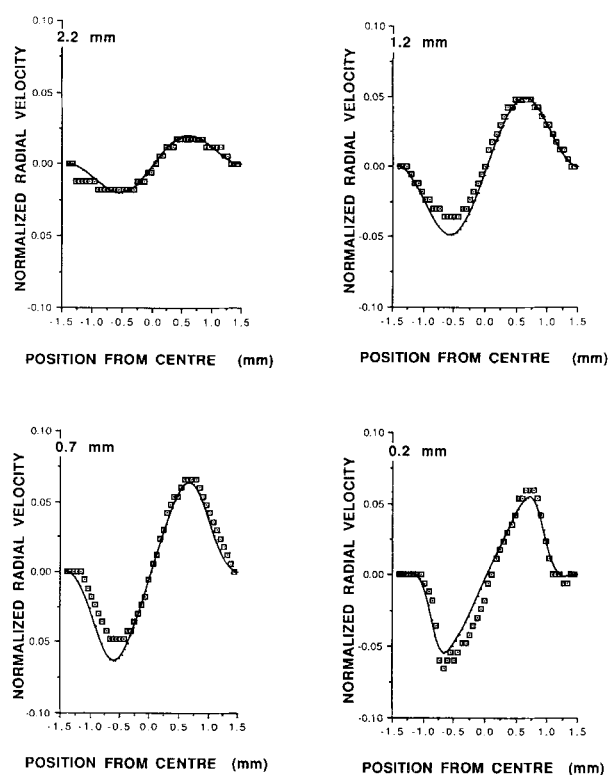 0.10
2.2 mm
0.05
0.00
0.05
-0.10
-1.5 -1.0 -0.5 0.0 0.5 1.0 1.5
NORMALIZED RADIAL VELOCITY
POSITION FROM CENTRE (mm)
0.10
1.2 mm
0.05
0.00
-0.05
-0.10
-1.5 -1.0 -0.5 0.0 0.5 1.0 1.5
NORMALIZED RADIAL VELOCITY
POSITION FROM CENTRE (mm)
0.10
0.7 mm
0.05
0.00
0.05
-0.10
-1.5 -1.0 -0.5 0.0 0.5 1.0 1.5
NORMALIZED RADIAL VELOCITY
POSITION FROM CENTRE (mm)
0.10
0.2 mm
0.05
0.00
-0.05
-0.10
-1.5 -1.0 -0.5 0.0 0.5 1.0 1.5
NORMALIZED RADIAL VELOCITY
POSITION FROM CENTRE (mm)